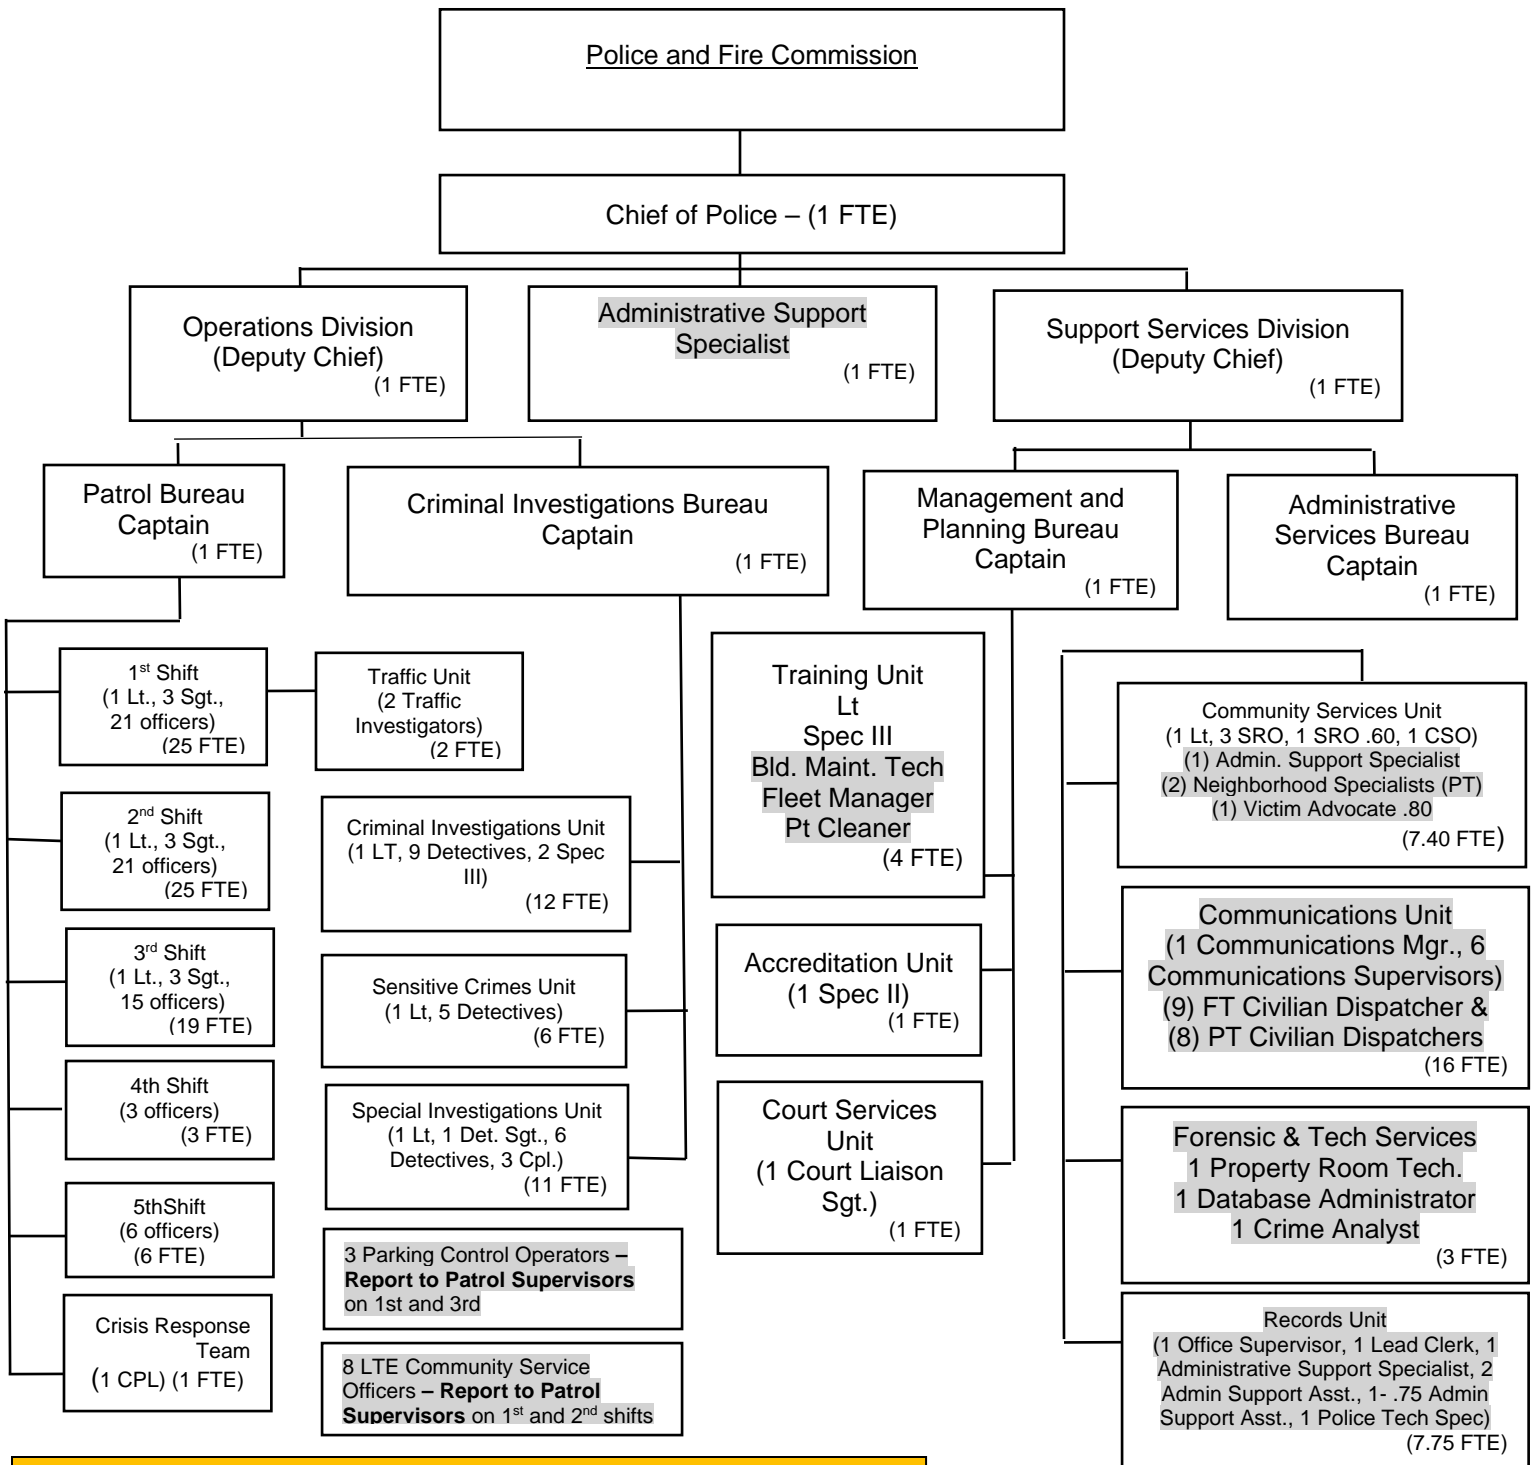 Police and Fire Commission
Chief of Police – (1 FTE)
Operations Division
(Deputy Chief)
(1 FTE)
Administrative Support
Specialist
(1 FTE)
Support Services Division
(Deputy Chief)
(1 FTE)
Patrol Bureau
Captain
(1 FTE)
Criminal Investigations Bureau
Captain
(1 FTE)
Management and
Planning Bureau
Captain
(1 FTE)
Administrative
Services Bureau
Captain
(1 FTE)
1st Shift
(1 Lt., 3 Sgt.,
21 officers)
(25 FTE)
Traffic Unit
(2 Traffic
Investigators)
(2 FTE)
2nd Shift
(1 Lt., 3 Sgt.,
21 officers)
(25 FTE)
3rd Shift
(1 Lt., 3 Sgt.,
15 officers)
(19 FTE)
4th Shift
(3 officers)
(3 FTE)
5thShift
(6 officers)
(6 FTE)
Crisis Response
Team
(1 CPL) (1 FTE)
Criminal Investigations Unit
(1 LT, 9 Detectives, 2 Spec
III)
(12 FTE)
Sensitive Crimes Unit
(1 Lt, 5 Detectives)
(6 FTE)
Special Investigations Unit
(1 Lt, 1 Det. Sgt., 6
Detectives, 3 Cpl.)
(11 FTE)
3 Parking Control Operators –
Report to Patrol Supervisors
on 1st and 3rd
8 LTE Community Service
Officers – Report to Patrol
Supervisors on 1st and 2nd shifts
Training Unit
Lt
Spec III
Bld. Maint. Tech
Fleet Manager
Pt Cleaner
(4 FTE)
Accreditation Unit
(1 Spec II)
(1 FTE)
Court Services
Unit
(1 Court Liaison
Sgt.)
(1 FTE)
Community Services Unit
(1 Lt, 3 SRO, 1 SRO .60, 1 CSO)
(1) Admin. Support Specialist
(2) Neighborhood Specialists (PT)
(1) Victim Advocate .80
(7.40 FTE)
Communications Unit
(1 Communications Mgr., 6
Communications Supervisors)
(9) FT Civilian Dispatcher &
(8) PT Civilian Dispatchers
(16 FTE)
Forensic & Tech Services
1 Property Room Tech.
1 Database Administrator
1 Crime Analyst
(3 FTE)
Records Unit
(1 Office Supervisor, 1 Lead Clerk, 1
Administrative Support Specialist, 2
Admin Support Asst., 1- .75 Admin
Support Asst., 1 Police Tech Spec)
(7.75 FTE)